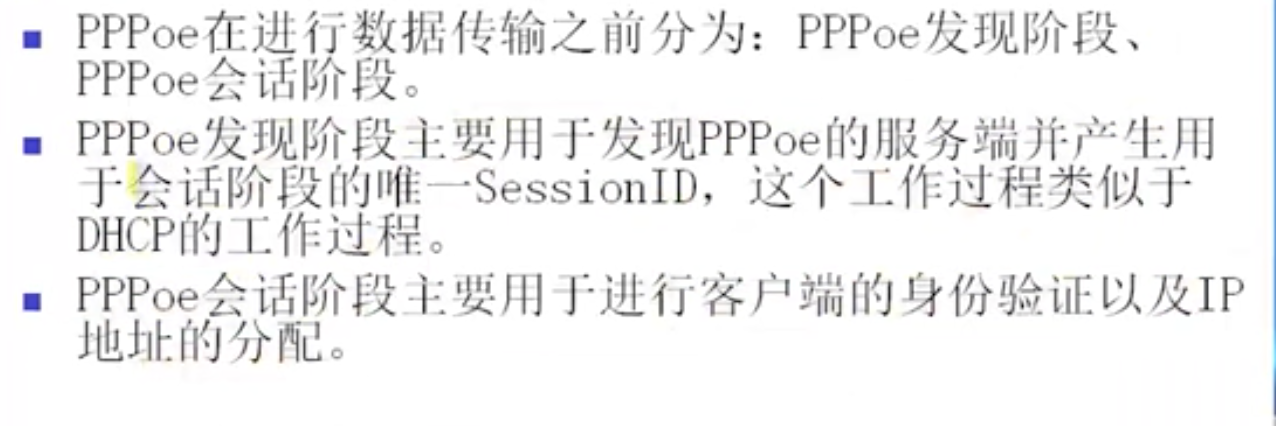 PPPoe在进行数据传输之前分为：PPPoe发现阶段、
PPPoe会话阶段。
PPPoe发现阶段主要用于发现PPPoe的服务端并产生用
于会话阶段的唯一SessionID，这个工作过程类似于
DHCP的工作过程。
PPPoe会话阶段主要用于进行客户端的身份验证以及IP
地址的分配。